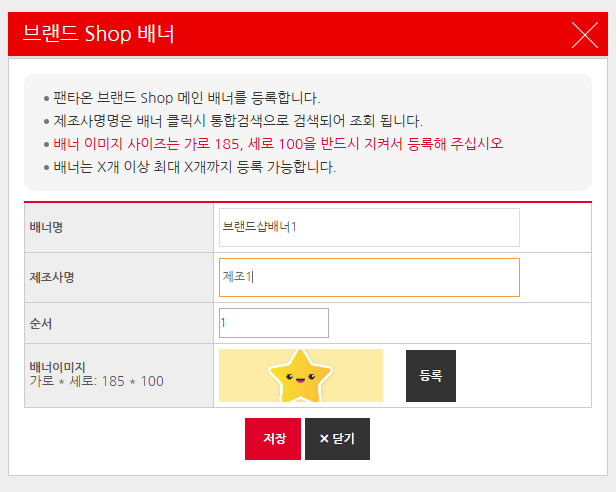 브랜드 Shop 배너
• 팬타온 브랜드 Shop 메인 배너를 등록합니다.
• 제조사명명은 배너 클릭시 통합검색으로 검색되어 조회 됩니다.
• 배너 이미지 사이즈는 가로 185, 세로 100을 반드시 지켜서 등록해 주십시오
• 배너는 X개 이상 최대 X개까지 등록 가능합니다.
배너명 브랜드샵배너1
제조사명 제조1
순서 1
배너이미지
가로 * 세로: 185 * 100
등록
저장 ✕ 닫기